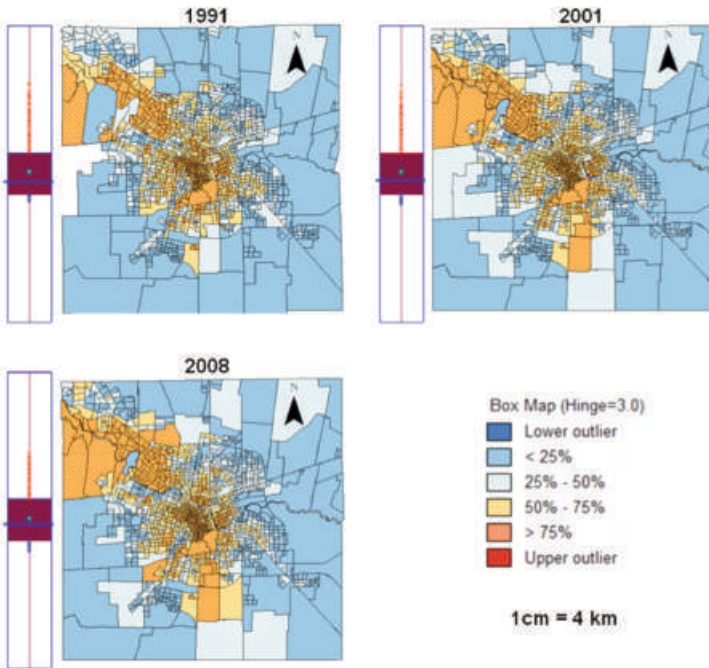 1991
2001
N
N
2008
N
Box Map (Hinge=3.0)
Lower outlier
< 25%
25% - 50%
50% - 75%
> 75%
Upper outlier
1cm = 4 km